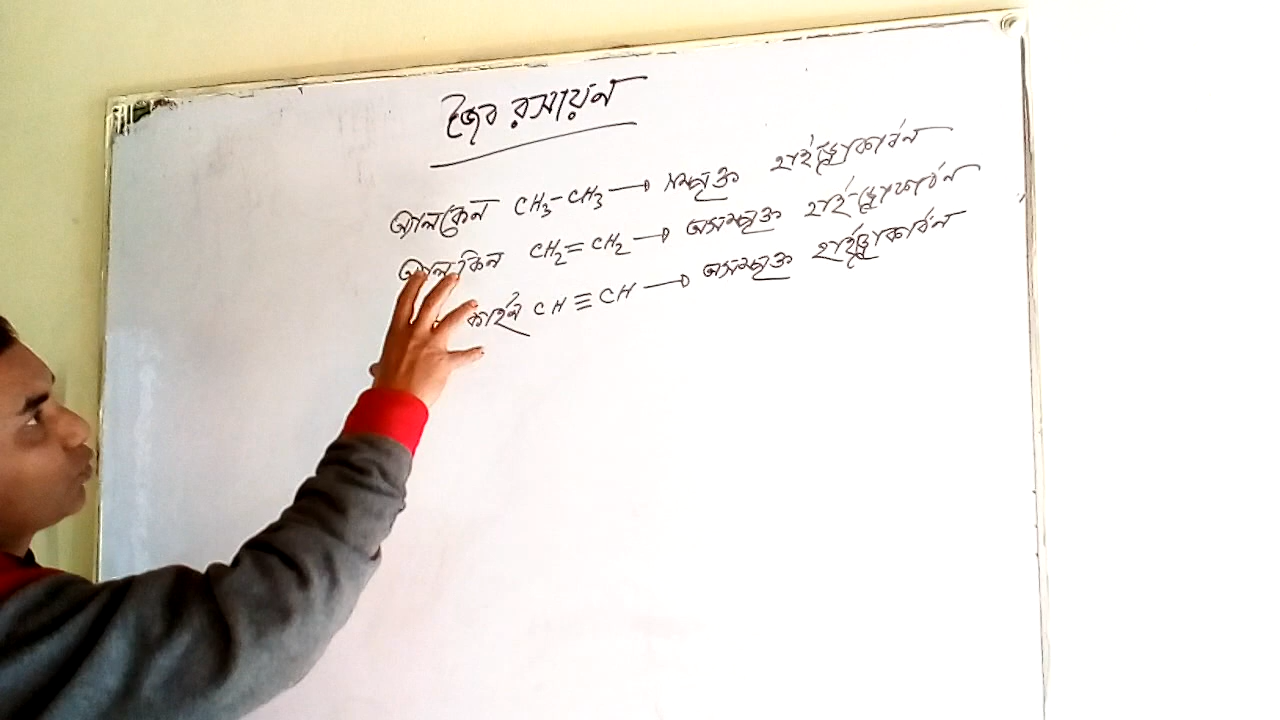 জৈব রসায়ন
অ্যালকেন CH₃-CH₃ → সম্পৃক্ত হাইড্রোকার্বন
অ্যালকিন CH₂=CH₂ → অসম্পৃক্ত হাইড্রোকার্বন
কাইন CH≡CH → অসম্পৃক্ত হাইড্রোকার্বন